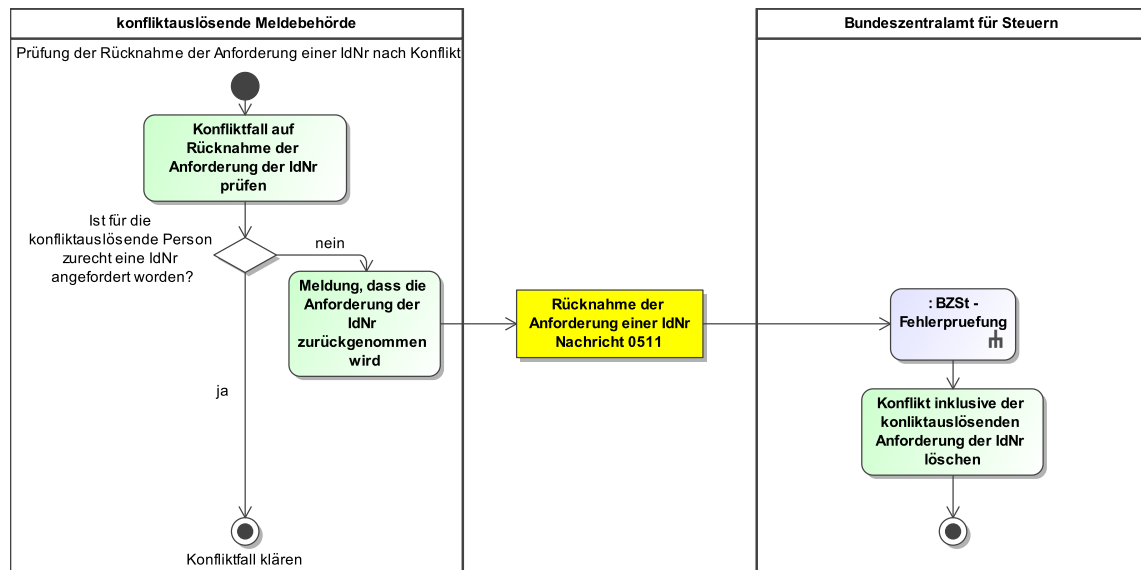 konfliktauslösende Meldebehörde
Bundeszentralamt für Steuern
Prüfung der Rücknahme der Anforderung einer IdNr nach Konflikt
Konfliktfall auf
Rücknahme der
Anforderung der IdNr
prüfen
Ist für die
konfliktauslösende Person
zurecht eine IdNr
angefordert worden?
nein
Meldung, dass die
Anforderung der
IdNr
zurückgenommen
wird
Rücknahme der
Anforderung einer IdNr
Nachricht 0511
: BZSt -
Fehlerpruefung
ja
Konflikt inklusive der
konliktauslösenden
Anforderung der IdNr
löschen
Konfliktfall klären